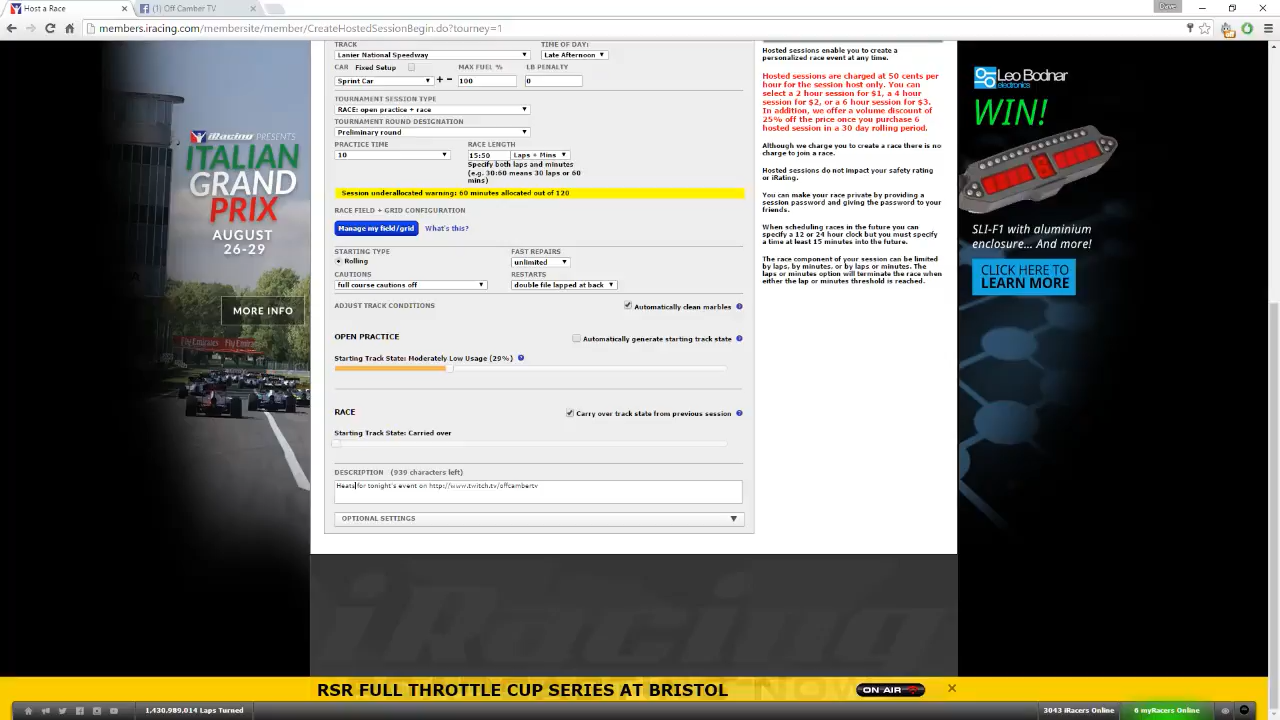 Host a Race
(1) Off Camber TV
Dave
members.iracing.com/membersite/member/CreateHostedSessionBegin.do?tourney=1
TRACK
TIME OF DAY:
Lanier National Speedway
Late Afternoon
CAR Fixed Setup
MAX FUEL %
LB PENALTY
Sprint Car
+ −
100
0
TOURNAMENT SESSION TYPE
RACE: open practice + race
TOURNAMENT ROUND DESIGNATION
Preliminary round
PRACTICE TIME
RACE LENGTH
10
15:50
Laps + Mins
Specify both laps and minutes
(e.g. 30:60 means 30 laps or 60
mins)
Session underallocated warning: 60 minutes allocated out of 120
RACE FIELD + GRID CONFIGURATION
Manage my field/grid
What's this?
STARTING TYPE
FAST REPAIRS
Rolling
unlimited
CAUTIONS
RESTARTS
full course cautions off
double file lapped at back
ADJUST TRACK CONDITIONS
Automatically clean marbles
OPEN PRACTICE
Automatically generate starting track state
Starting Track State: Moderately Low Usage (29%)
RACE
Carry over track state from previous session
Starting Track State: Carried over
DESCRIPTION (939 characters left)
Heats for tonight's event on http://www.twitch.tv/offcambertv
OPTIONAL SETTINGS
Hosted sessions enable you to create a
personalized race event at any time.
Hosted sessions are charged at 50 cents per
hour for the session host only. You can
select a 2 hour session for $1, a 4 hour
session for $2, or a 6 hour session for $3.
In addition, we offer a volume discount of
25% off the price once you purchase 6
hosted session in a 30 day rolling period.
Although we charge you to create a race there is no
charge to join a race.
Hosted sessions do not impact your safety rating
or iRating.
You can make your race private by providing a
session password and giving the password to your
friends.
When scheduling races in the future you can
specify a 12 or 24 hour clock but you must specify
a time at least 15 minutes into the future.
The race component of your session can be limited
by laps, by minutes, or by laps or minutes. The
laps or minutes option will terminate the race when
either the lap or minutes threshold is reached.
iRacing PRESENTS
ITALIAN
GRAND
PRIX
AUGUST
26-29
MORE INFO
Leo Bodnar
electronics
WIN!
SLI-F1 with aluminium
enclosure... And more!
CLICK HERE TO
LEARN MORE
iRacing
RSR FULL THROTTLE CUP SERIES AT BRISTOL
ON AIR
1,430,989,014 Laps Turned
3043 iRacers Online
6 myRacers Online